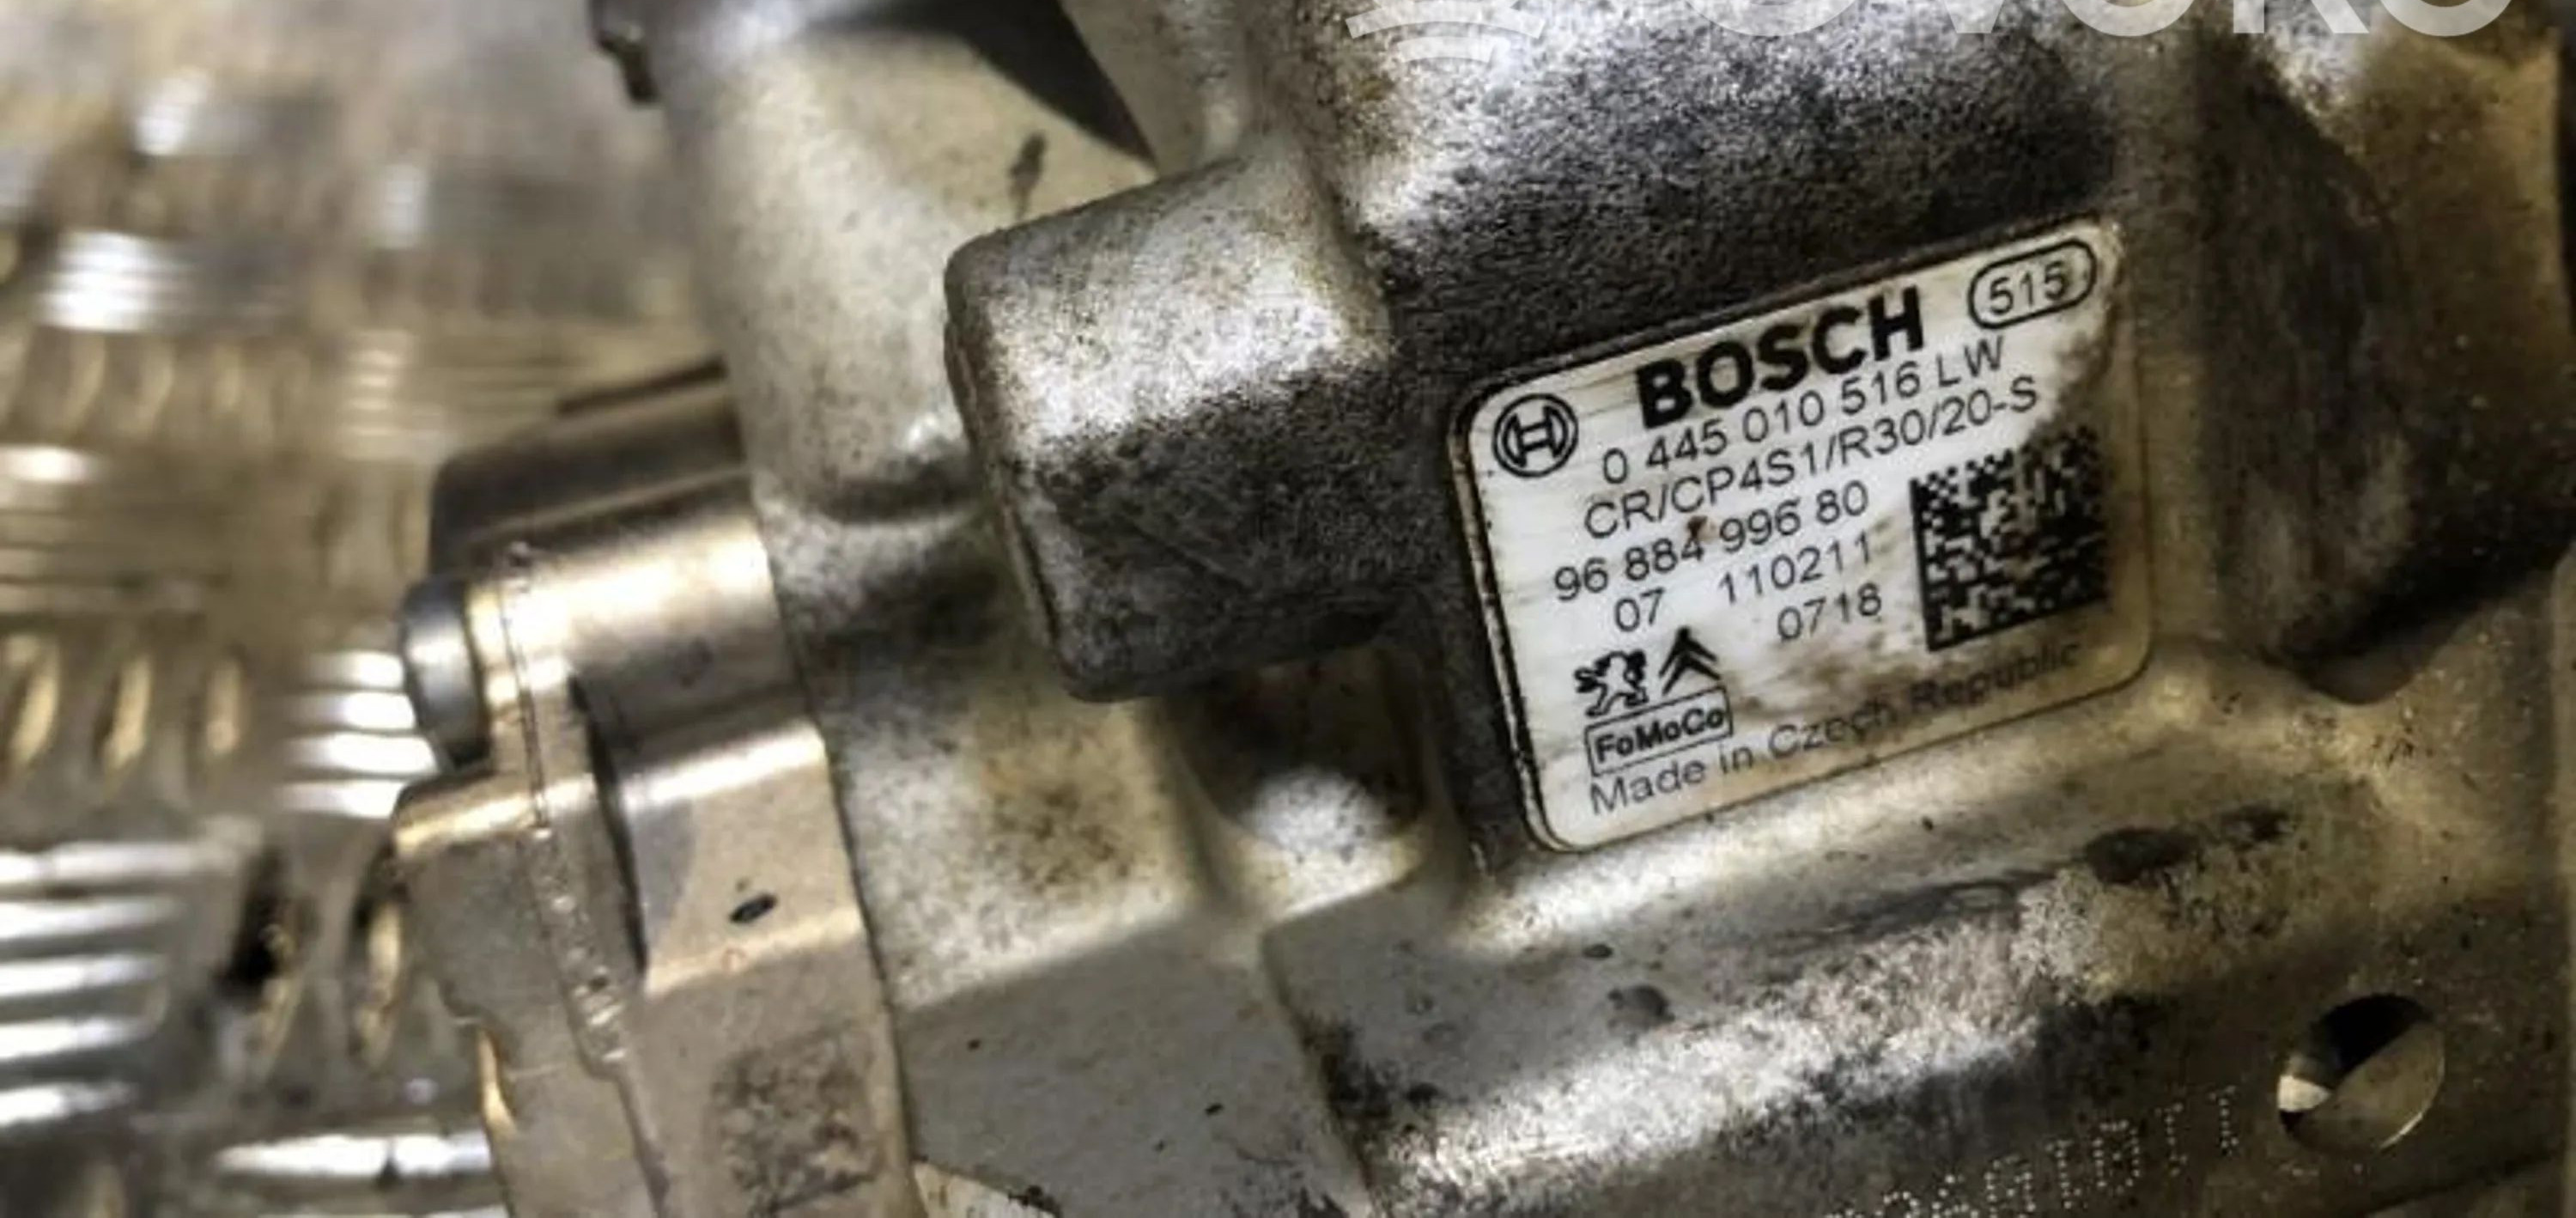 BOSCH 515
0 445 010 516 LW
CR/CP4S1/R30/20-S
96 884 996 80
07 110211
0718
FoMoCo
Made in Czech Republic